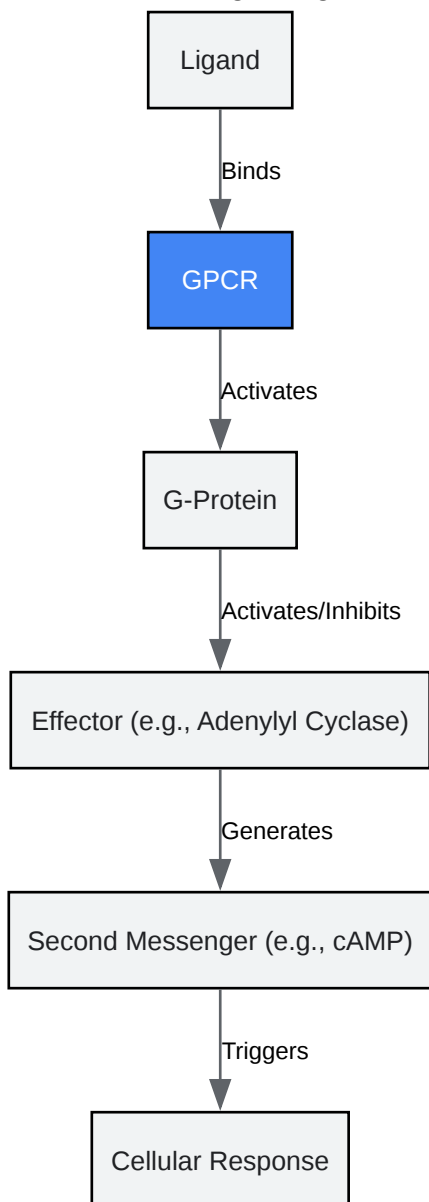 Ligand
Binds
GPCR
Activates
G-Protein
Activates/Inhibits
Effector (e.g., Adenylyl Cyclase)
Generates
Second Messenger (e.g., cAMP)
Triggers
Cellular Response